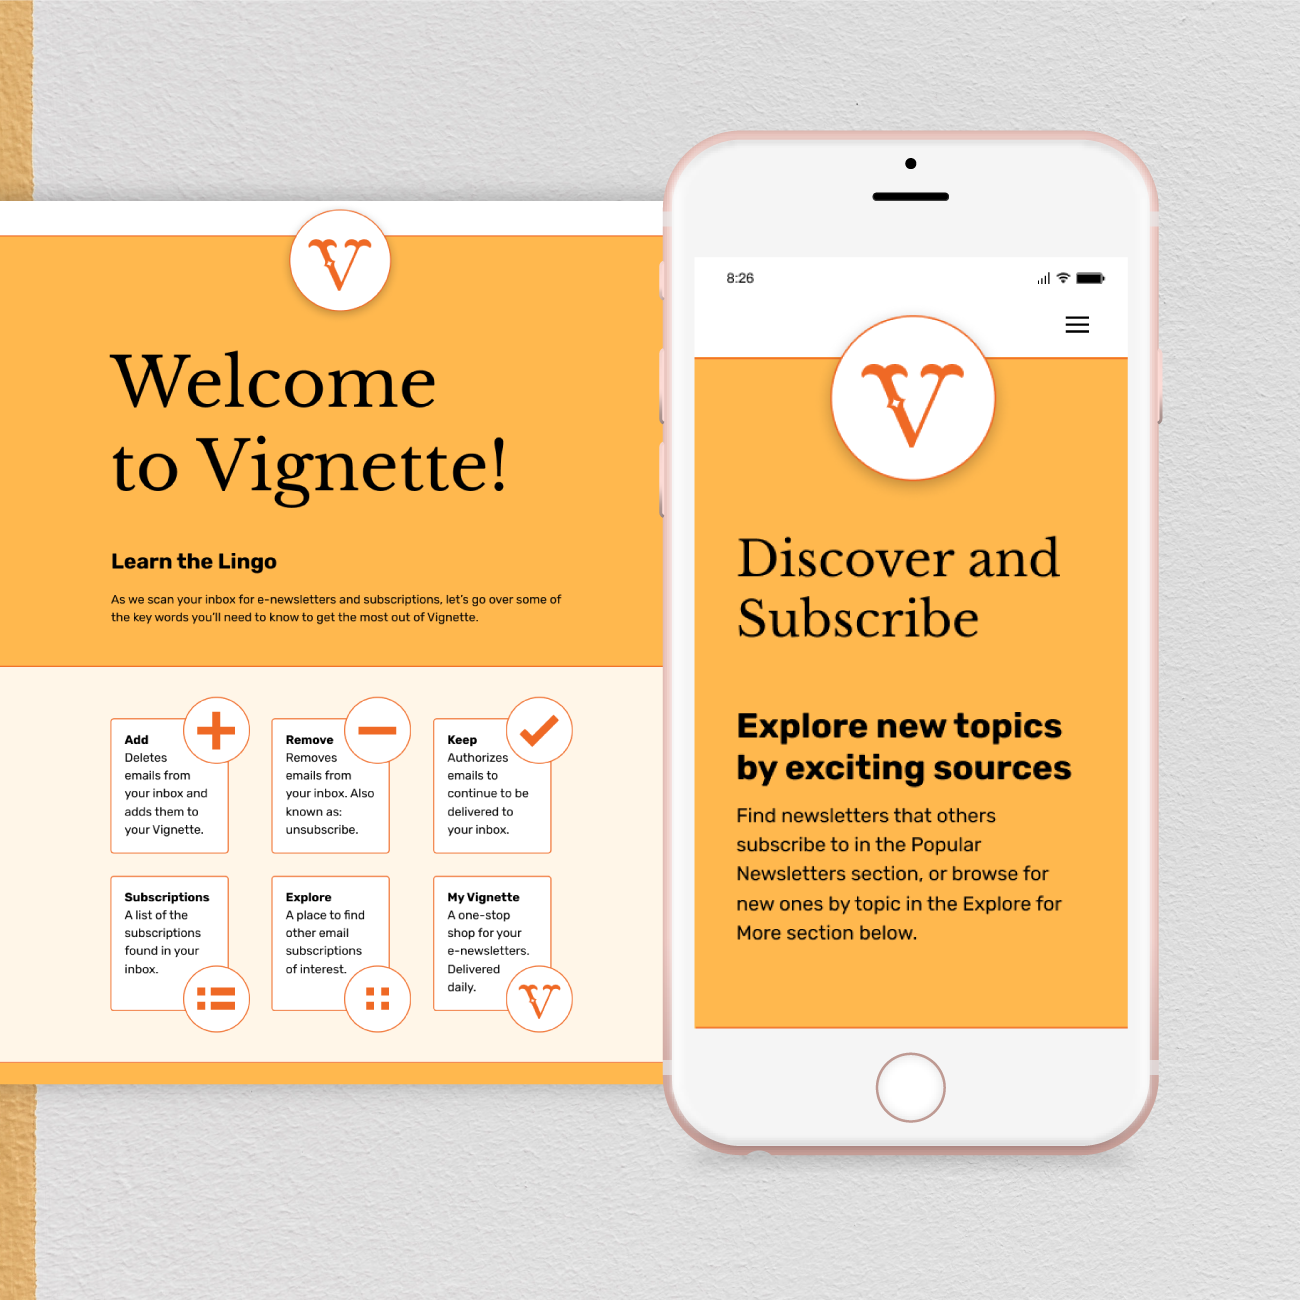 V
Welcome
to Vignette!
Learn the Lingo
As we scan your inbox for e-newsletters and subscriptions, let's go over some of
the key words you'll need to know to get the most out of Vignette.
Add
Deletes
emails from
your inbox and
adds them to
your Vignette.
Remove
Removes
emails from
your inbox. Also
known as:
unsubscribe.
Keep
Authorizes
emails to
continue to be
delivered to
your inbox.
Subscriptions
A list of the
subscriptions
found in your
inbox.
Explore
A place to find
other email
subscriptions
of interest.
My Vignette
A one-stop
shop for your
e-newsletters.
Delivered
daily.
V
8:26
V
Discover and
Subscribe
Explore new topics
by exciting sources
Find newsletters that others
subscribe to in the Popular
Newsletters section, or browse for
new ones by topic in the Explore for
More section below.